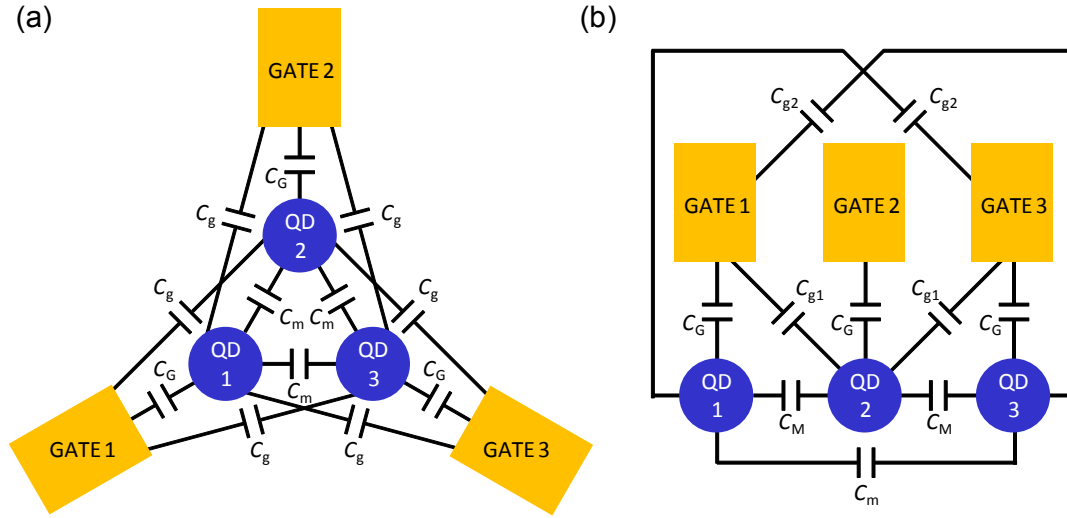 (a)
GATE 2
C_G
C_g
C_g
QD
2
C_g
C_g
C_m
C_m
QD
1
QD
3
C_G
C_G
C_m
GATE 1
C_g
C_g
GATE 3
(b)
C_g2
C_g2
GATE 1
GATE 2
GATE 3
C_g1
C_g1
C_G
C_G
C_G
QD
1
QD
2
QD
3
C_M
C_M
C_m